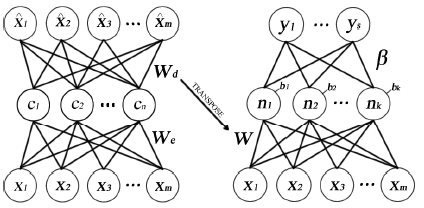 x̂1 x̂2 x̂3 ··· x̂m
y1 ··· ys
Wd
β
TRANSPOSE
c1 c2 ··· cn
n1 b1 n2 b2 ··· nk bk
We
W
x1 x2 x3 ··· xm
x1 x2 x3 ··· xm